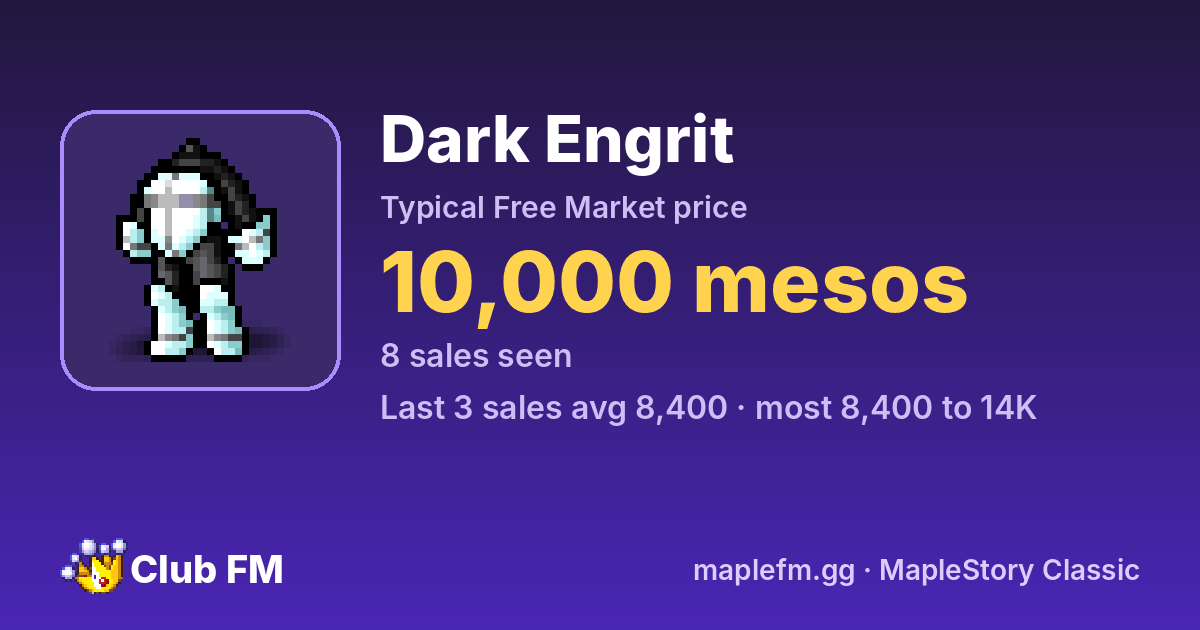 Dark Engrit
Typical Free Market price
10,000 mesos
8 sales seen
Last 3 sales avg 8,400 · most 8,400 to 14K
Club FM
maplefm.gg · MapleStory Classic